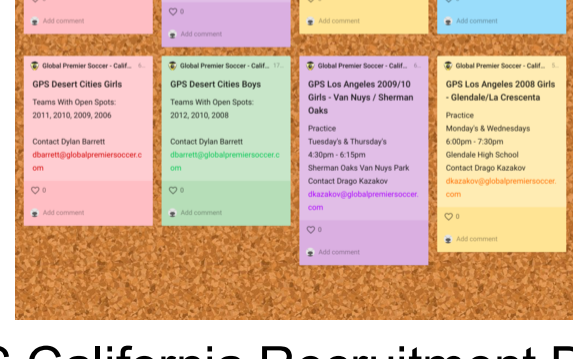 0
0
Add comment
Add comment
Add comment
Add comment
Global Premier Soccer - Calif...
GPS Desert Cities Girls
Teams With Open Spots:
2011, 2010, 2009, 2006
Contact Dylan Barrett
dbarrett@globalpremiersoccer.c
om
0
Add comment
Global Premier Soccer - Calif...
GPS Desert Cities Boys
Teams With Open Spots:
2012, 2010, 2008
Contact Dylan Barrett
dbarrett@globalpremiersoccer.c
om
0
Add comment
Global Premier Soccer - Calif...
GPS Los Angeles 2009/10
Girls - Van Nuys / Sherman
Oaks
Practice
Tuesday's & Thursday's
4:30pm - 6:15pm
Sherman Oaks Van Nuys Park
Contact Drago Kazakov
dkazakov@globalpremiersoccer.
com
0
Add comment
Global Premier Soccer - Calif...
GPS Los Angeles 2008 Girls
- Glendale/La Crescenta
Practice
Monday's & Wednesdays
6:00pm - 7:30pm
Glendale High School
Contact Drago Kazakov
dkazakov@globalpremiersoccer.
com
0
Add comment
California Recruitment